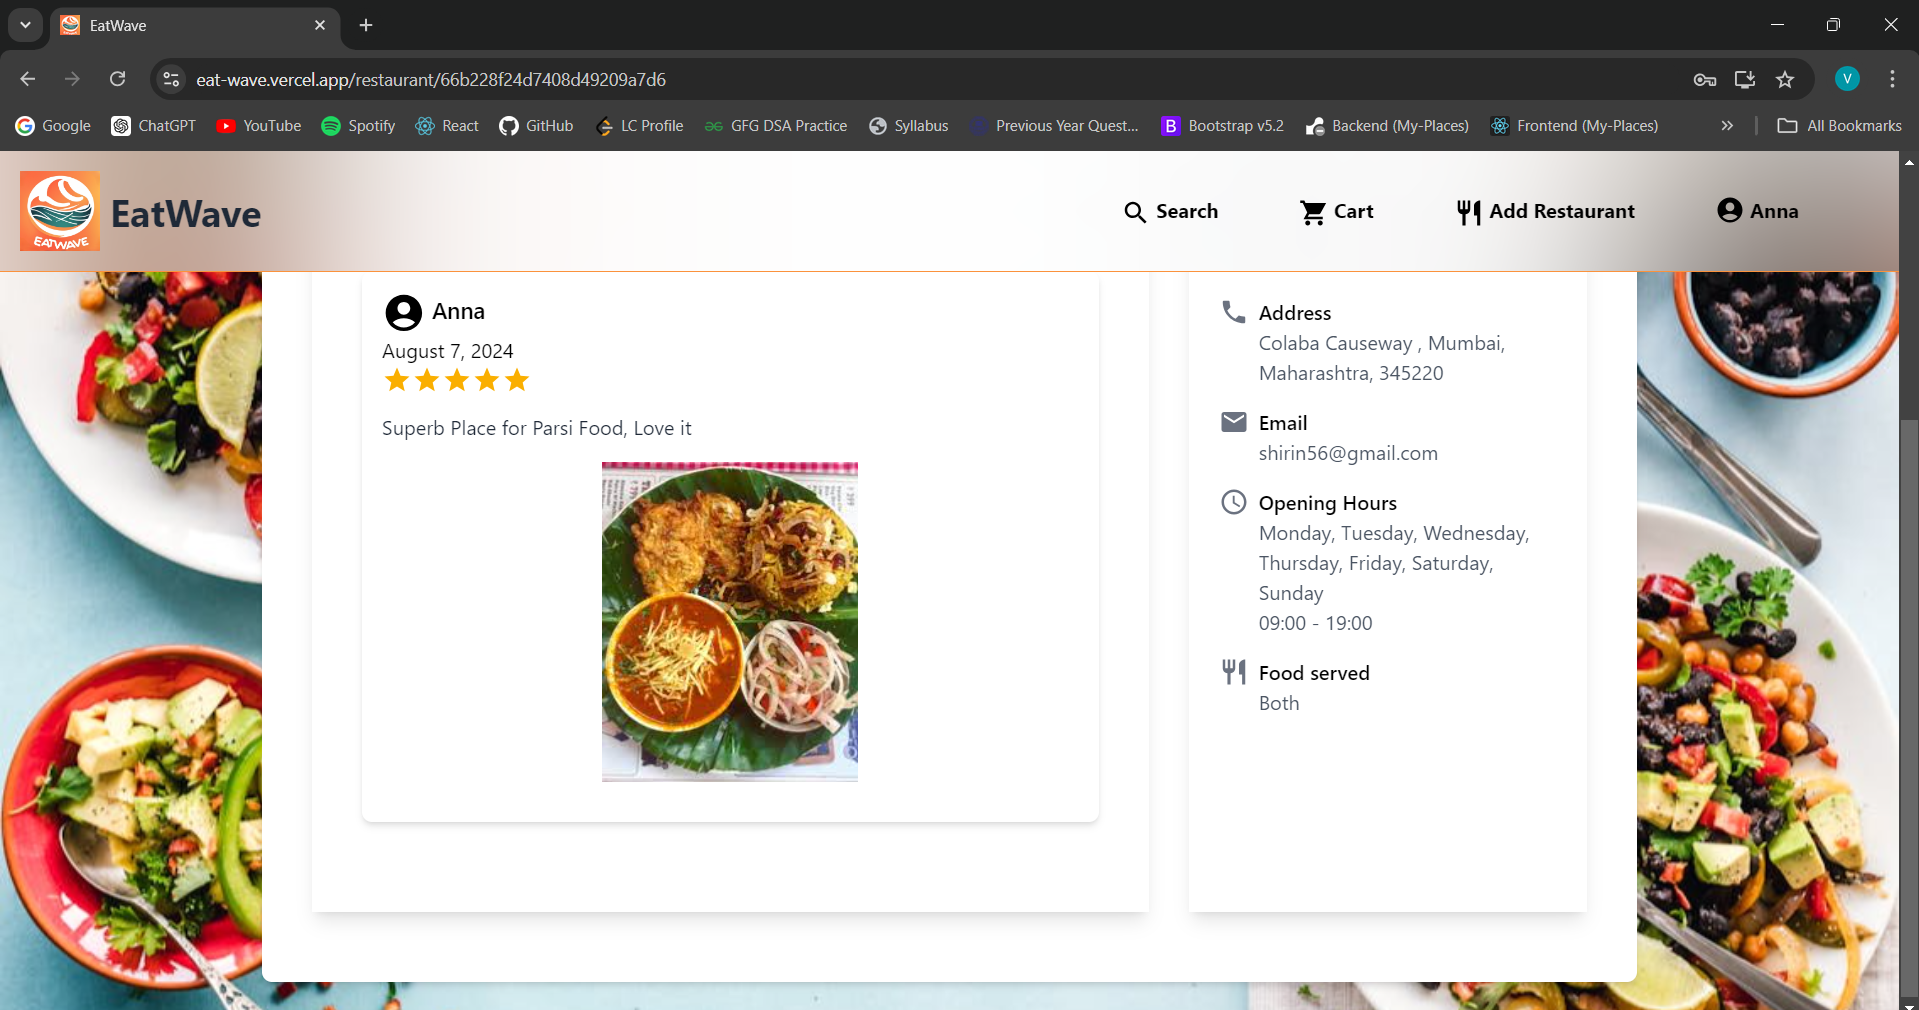 EatWave
eat-wave.vercel.app/restaurant/66b228f24d7408d49209a7d6
V
Google
ChatGPT
YouTube
Spotify
React
GitHub
LC Profile
GFG DSA Practice
Syllabus
Previous Year Quest...
B
Bootstrap v5.2
Backend (My-Places)
Frontend (My-Places)
»
All Bookmarks
EATWAVE
EatWave
Search
Cart
Add Restaurant
Anna
Anna
August 7, 2024
Superb Place for Parsi Food, Love it
Address
Colaba Causeway , Mumbai,
Maharashtra, 345220
Email
shirin56@gmail.com
Opening Hours
Monday, Tuesday, Wednesday,
Thursday, Friday, Saturday,
Sunday
09:00 - 19:00
Food served
Both